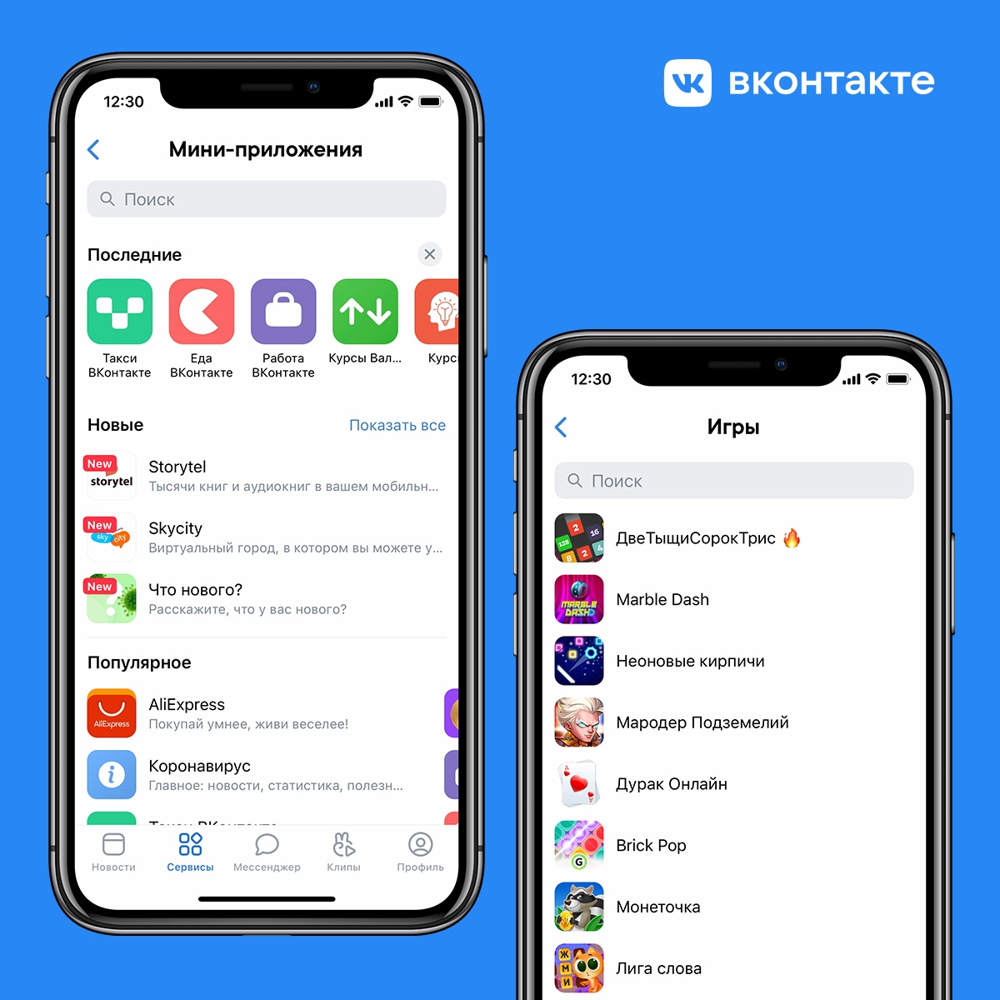 вконтакте
12:30
Мини-приложения
Поиск
Последние
Такси
ВКонтакте
Еда
ВКонтакте
Работа
ВКонтакте
Курсы Вал...
Новые
Показать все
New
storytel
Storytel
Тысячи книг и аудиокниг в вашем мобильн...
New
sky city
Skycity
Виртуальный город, в котором вы можете у...
New
Что нового?
Расскажите, что у вас нового?
Популярное
AliExpress
AliExpress
Покупай умнее, живи веселее!
Коронавирус
Главное: новости, статистика, полезн...
Новости
Сервисы
Мессенджер
Клипы
Профиль
12:30
Игры
Поиск
2
16
128
8
2
4
ДвеТыщиСорокТрис 🔥
MARBLE
DASH
Marble Dash
Неоновые кирпичи
Мародер Подземелий
A
Дурак Онлайн
G
Brick Pop
Монеточка
Ж
М
И
Лига слова